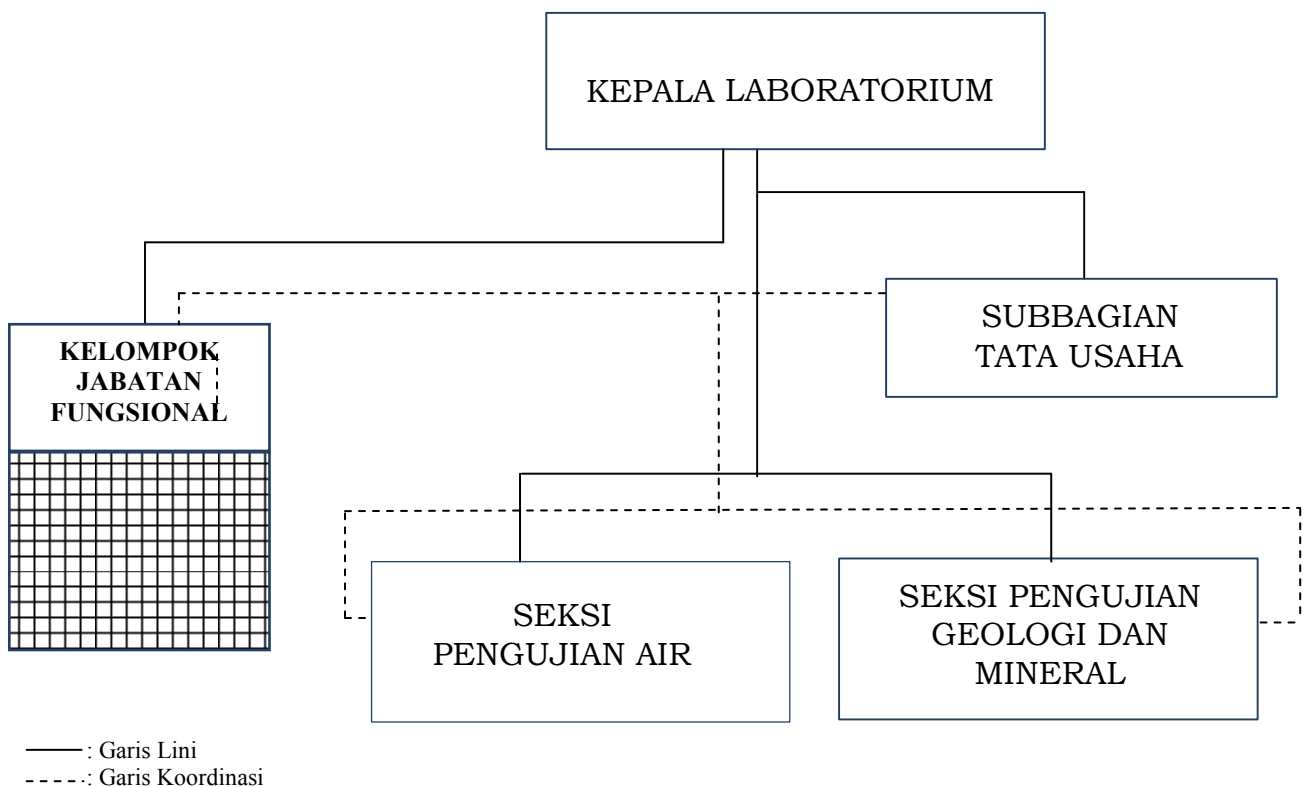 KEPALA LABORATORIUM
SUBBAGIAN
TATA USAHA
KELOMPOK
JABATAN
FUNGSIONAL
SEKSI
PENGUJIAN AIR
SEKSI PENGUJIAN
GEOLOGI DAN
MINERAL
: Garis Lini
: Garis Koordinasi